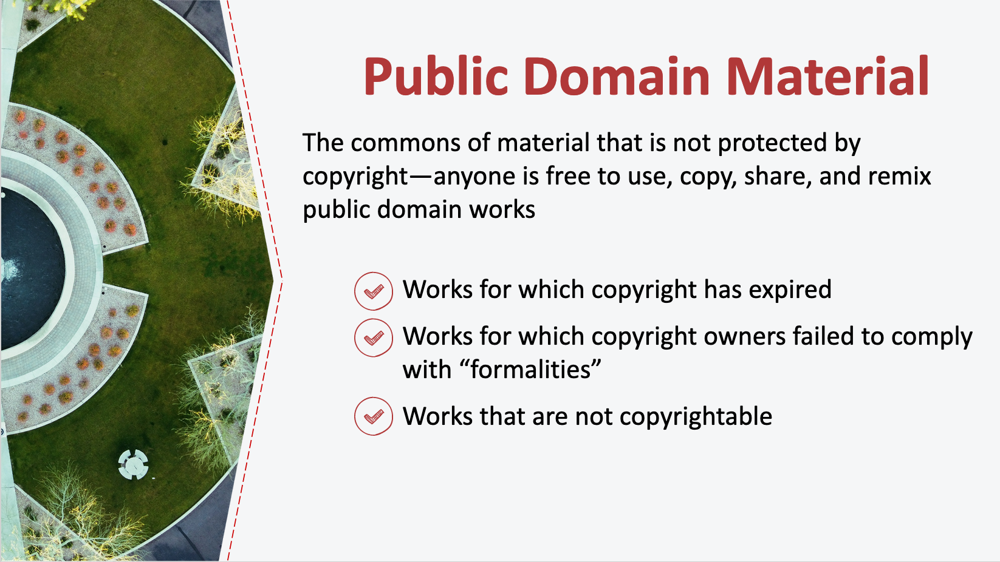 Public Domain Material
The commons of material that is not protected by
copyright—anyone is free to use, copy, share, and remix
public domain works
Works for which copyright has expired
Works for which copyright owners failed to comply
with “formalities”
Works that are not copyrightable